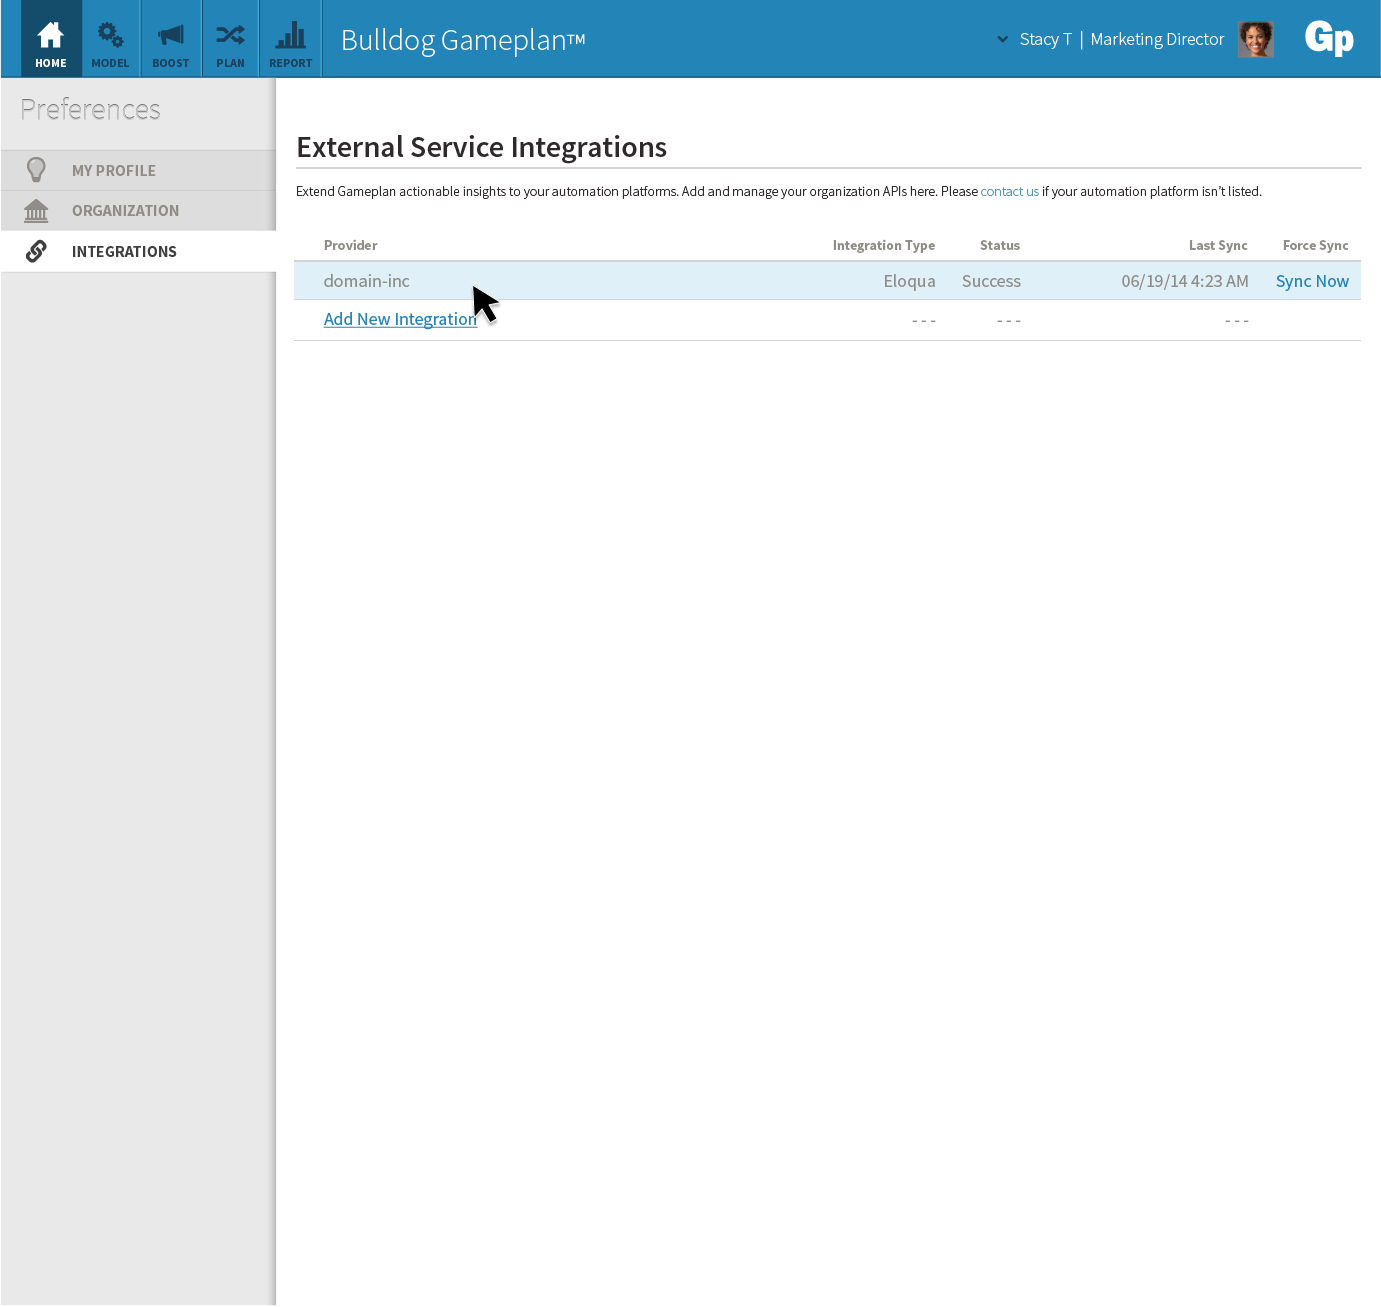 HOME MODEL BOOST PLAN REPORT
Bulldog Gameplan™
Stacy T | Marketing Director
Gp
Preferences
MY PROFILE
ORGANIZATION
INTEGRATIONS
External Service Integrations
Extend Gameplan actionable insights to your automation platforms. Add and manage your organization APIs here. Please contact us if your automation platform isn't listed.
Provider Integration Type Status Last Sync Force Sync
domain-inc Eloqua Success 06/19/14 4:23 AM Sync Now
Add New Integration --- --- ---